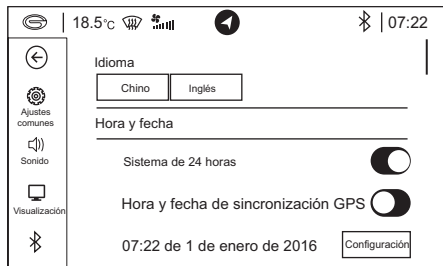 18.5°C
07:22
Idioma
Chino
Inglés
Ajustes
comunes
Hora y fecha
Sonido
Sistema de 24 horas
Visualización
Hora y fecha de sincronización GPS
07:22 de 1 de enero de 2016
Configuración